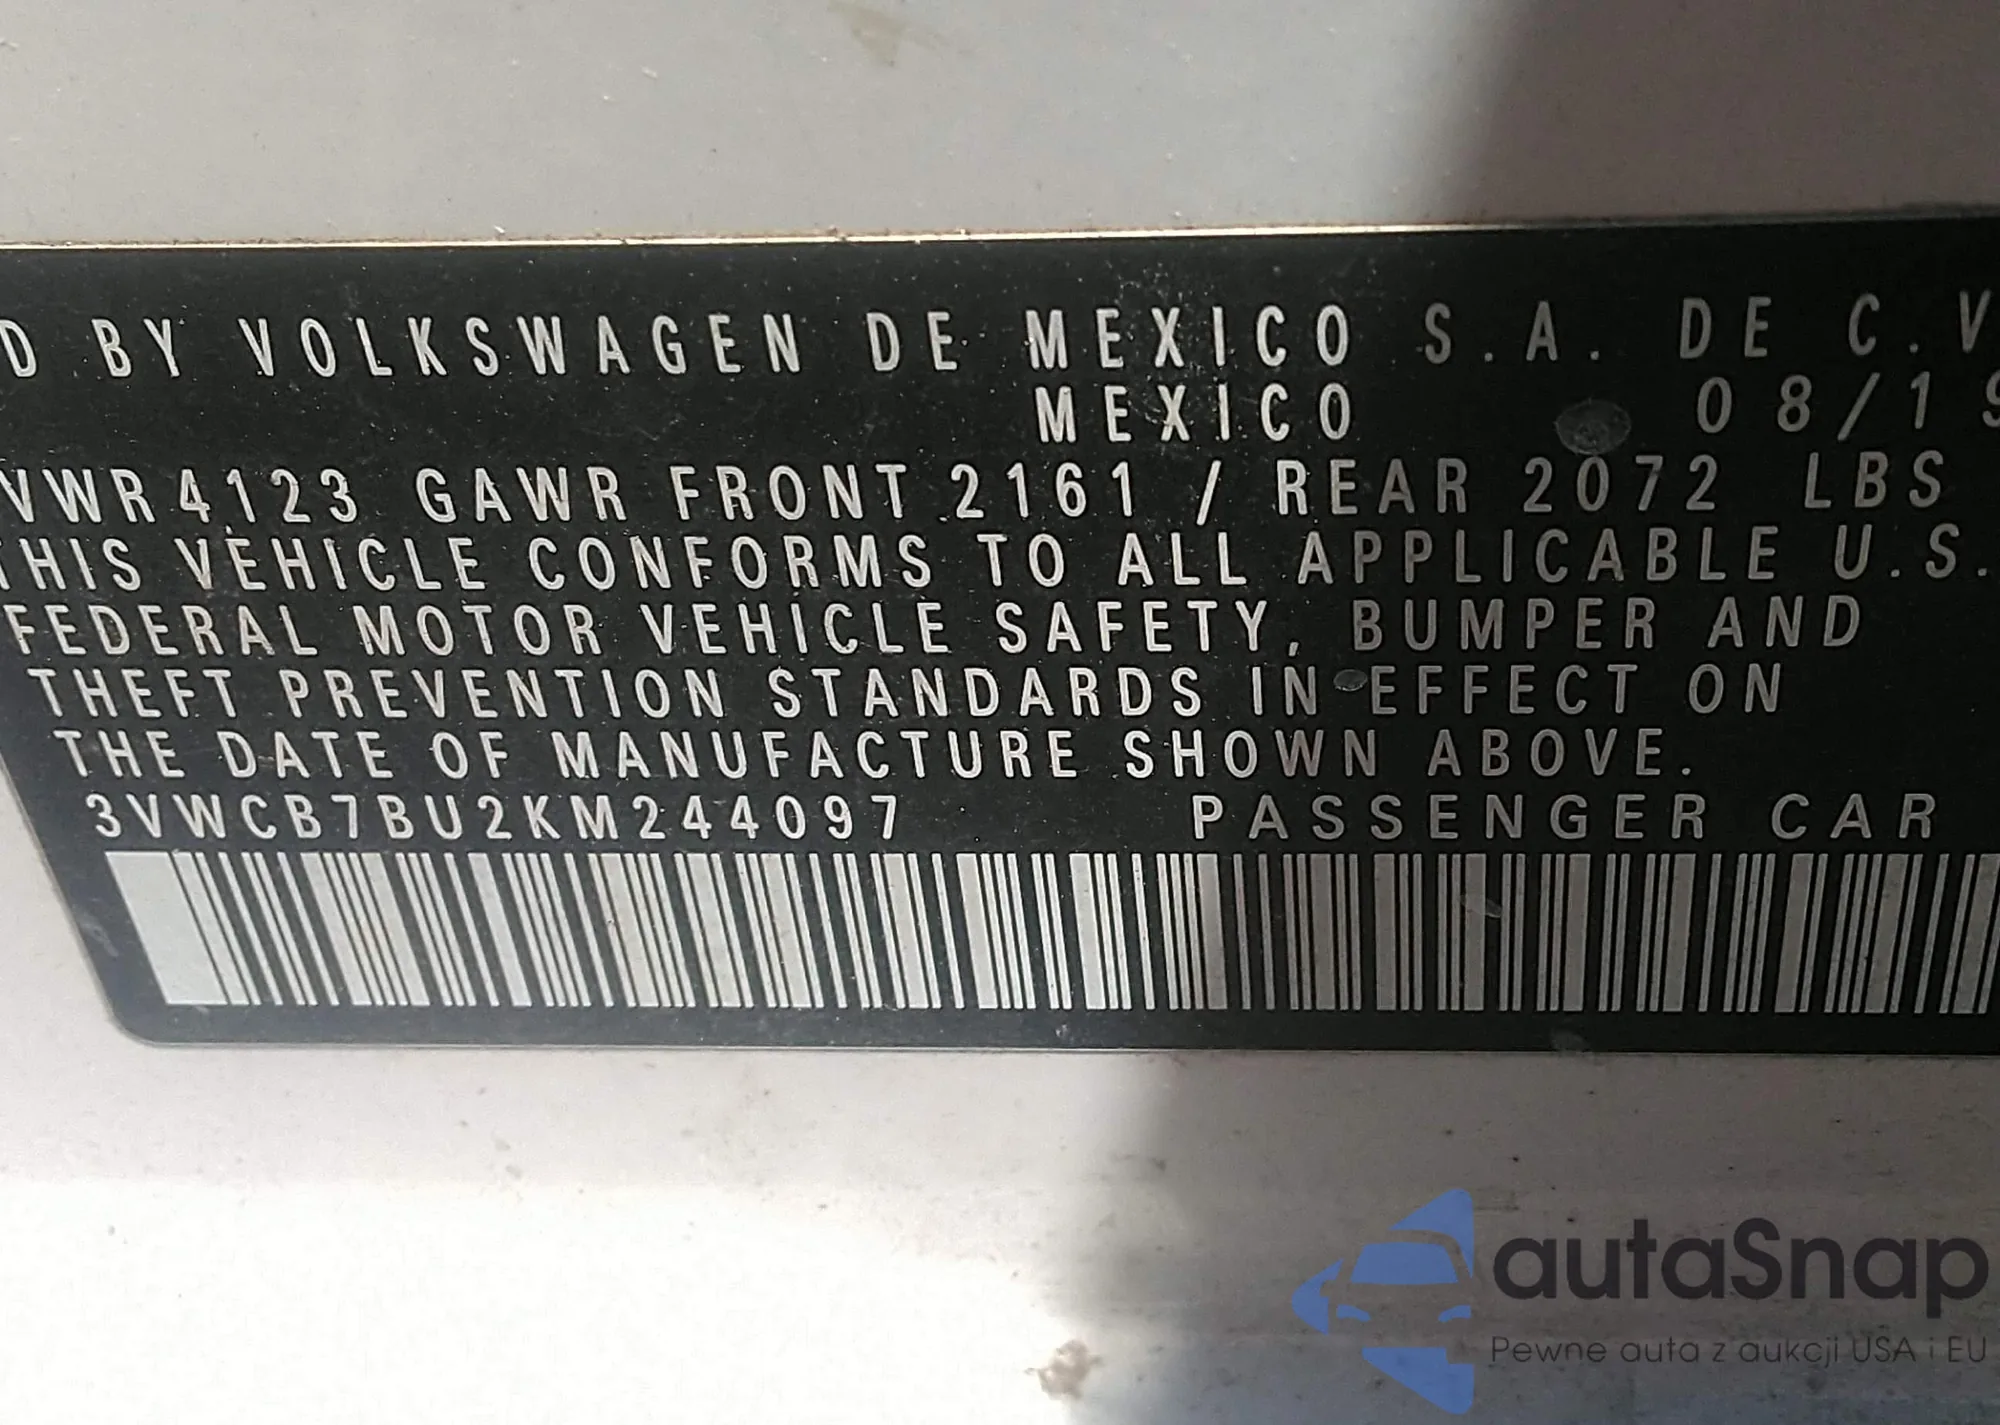 D BY VOLKSWAGEN DE MEXICO S.A. DE C.V
MEXICO 08/19
VWR 4123 GAWR FRONT 2161 / REAR 2072 LBS
THIS VEHICLE CONFORMS TO ALL APPLICABLE U.S.
FEDERAL MOTOR VEHICLE SAFETY, BUMPER AND
THEFT PREVENTION STANDARDS IN EFFECT ON
THE DATE OF MANUFACTURE SHOWN ABOVE.
3VWCB7BU2KM244097 PASSENGER CAR
autaSnap
Pewne auta z aukcji USA i EU